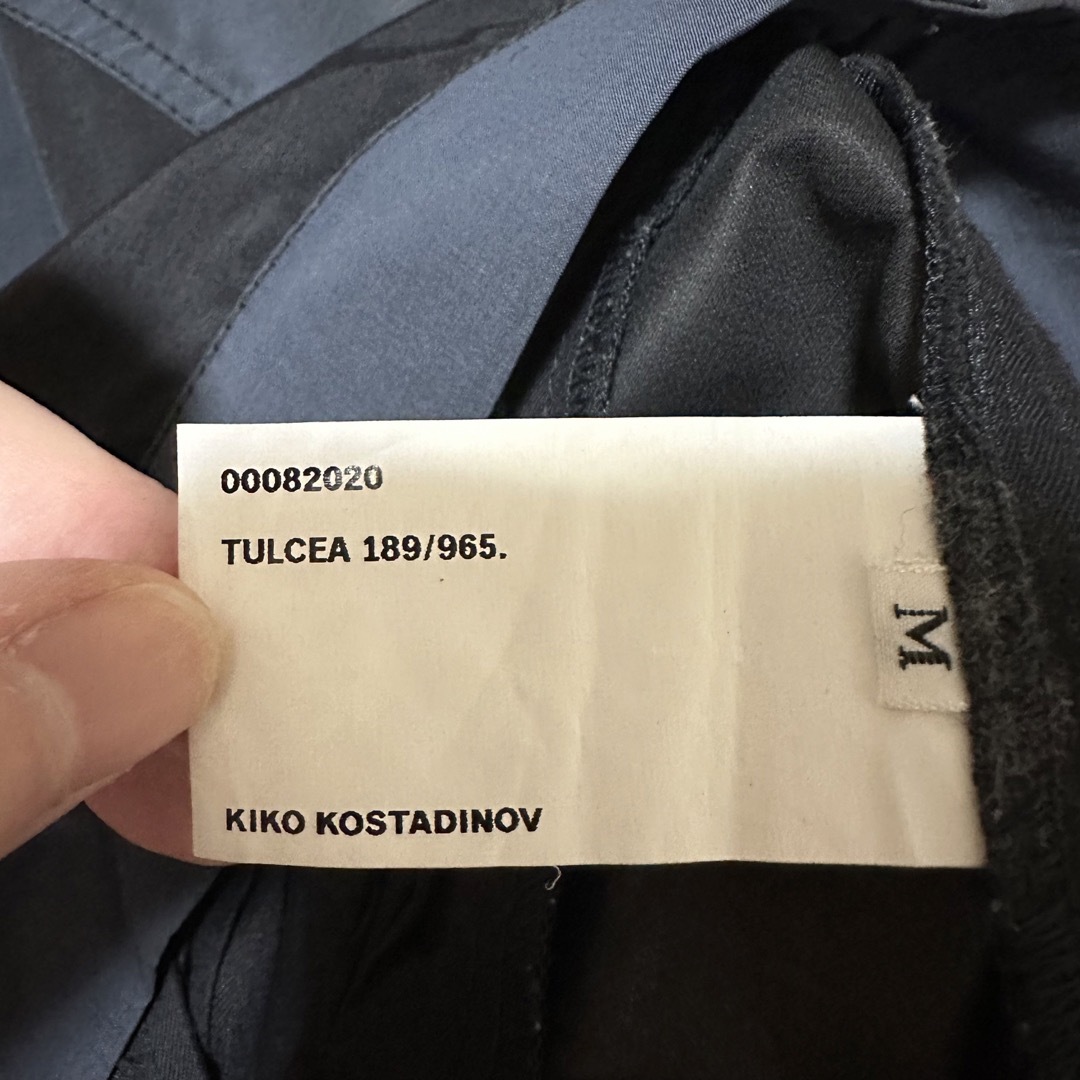 00082020
TULCEA 189/965.
M
KIKO KOSTADINOV